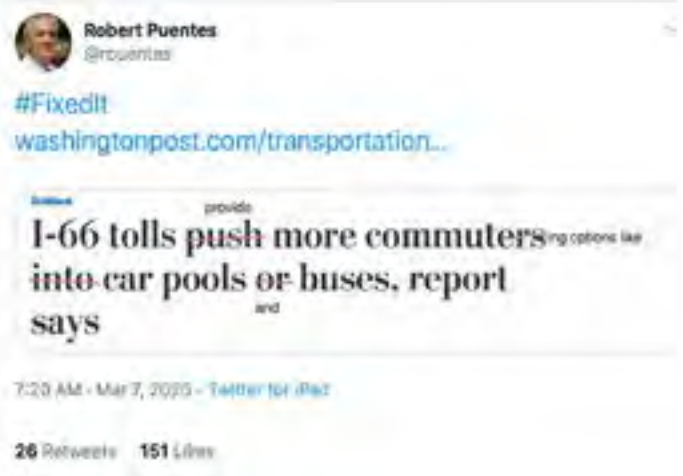 Robert Puentes
@rpuentes
#FixedIt
washingtonpost.com/transportation...
provide
I-66 tolls push more commuters ing options like
into car pools or buses, report
and
says
7:20 AM - Mar 7, 2020 - Twitter for iPad
26 Retweets 151 Likes